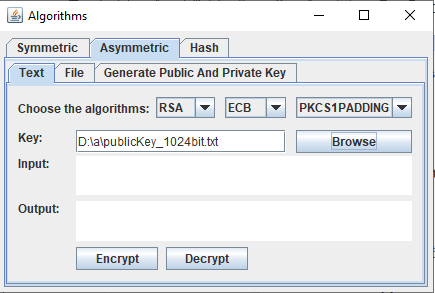 Algorithms
Symmetric Asymmetric Hash
Text File Generate Public And Private Key
Choose the algorithms: RSA ECB PKCS1PADDING
Key: D:\a\publicKey_1024bit.txt Browse
Input:
Output:
Encrypt Decrypt